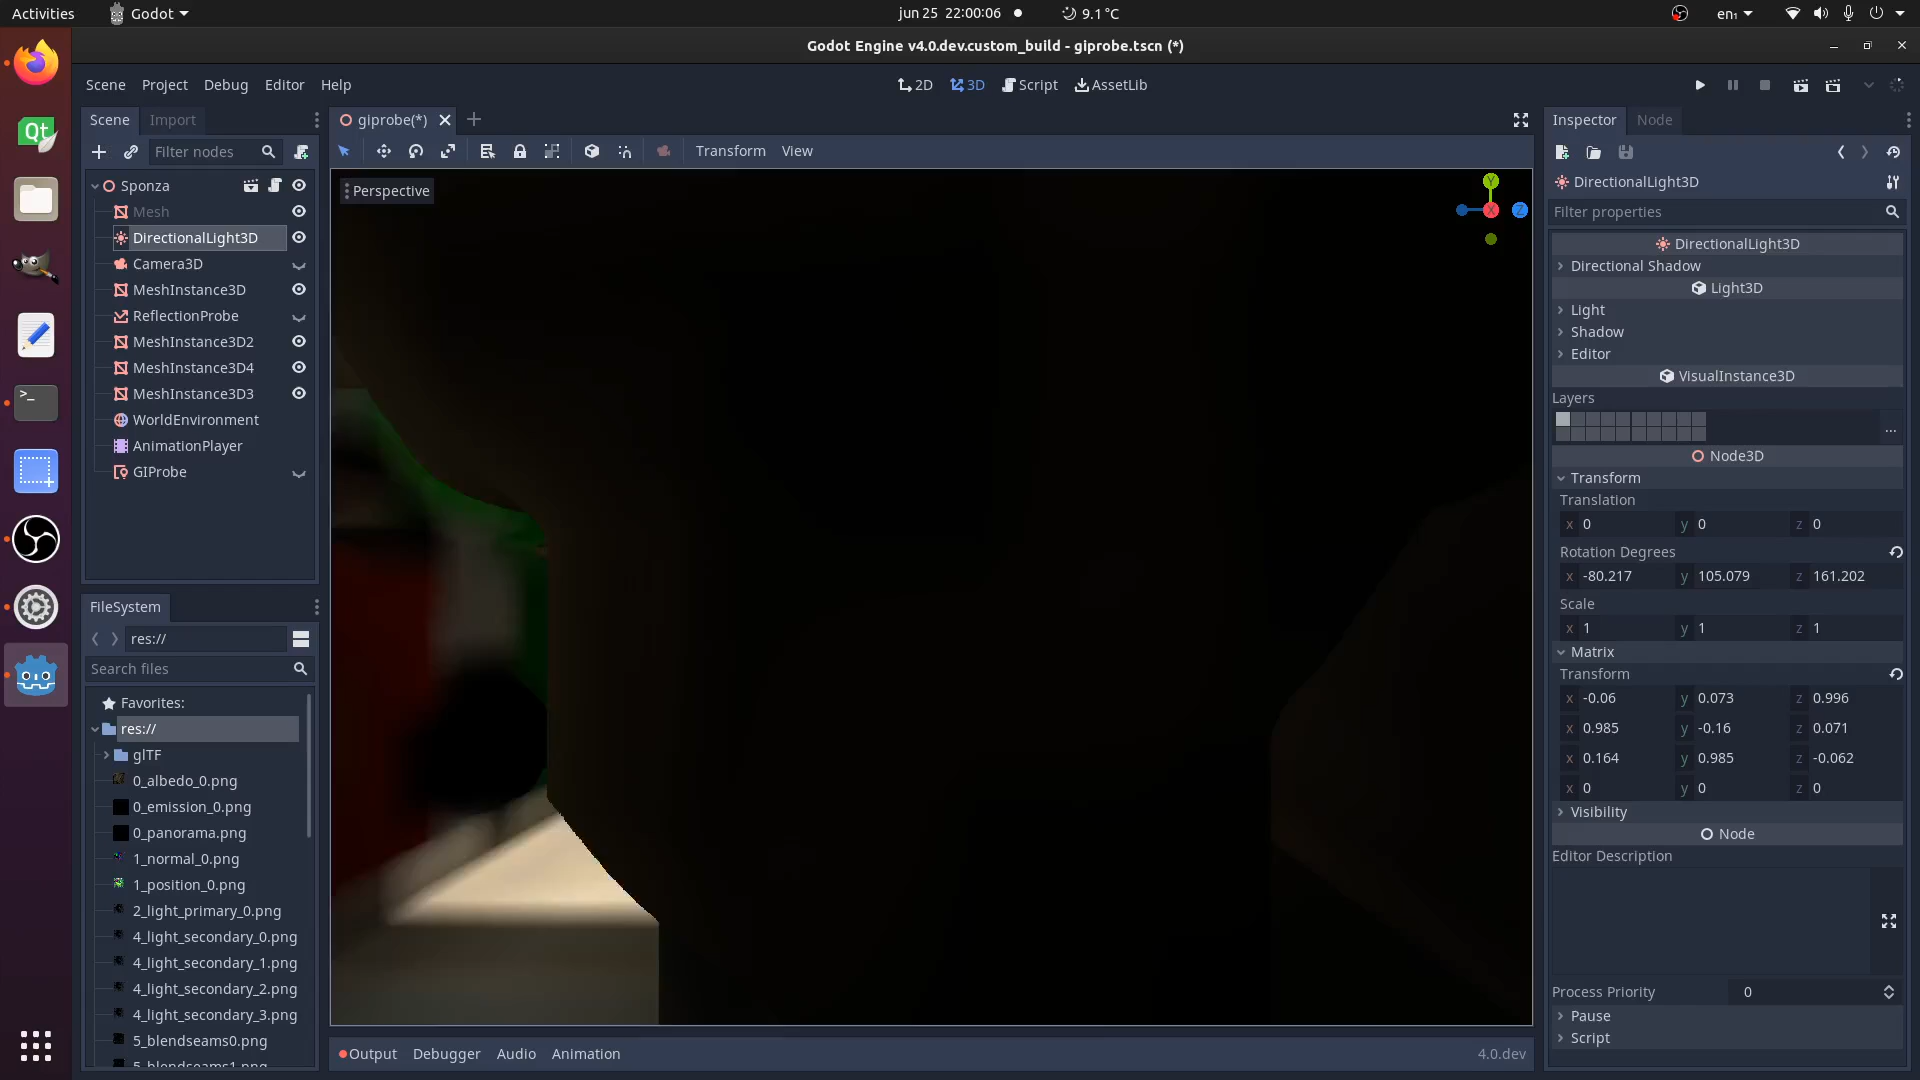 Activities
Godot
jun 25 22:00:06
9.1 °C
en₁
Godot Engine v4.0.dev.custom_build - giprobe.tscn (*)
Scene Project Debug Editor Help
2D 3D Script AssetLib
Scene Import
Filter nodes
Sponza
Mesh
DirectionalLight3D
Camera3D
MeshInstance3D
ReflectionProbe
MeshInstance3D2
MeshInstance3D4
MeshInstance3D3
WorldEnvironment
AnimationPlayer
GIProbe
FileSystem
res://
Search files
Favorites:
res://
glTF
0_albedo_0.png
0_emission_0.png
0_panorama.png
1_normal_0.png
1_position_0.png
2_light_primary_0.png
4_light_secondary_0.png
4_light_secondary_1.png
4_light_secondary_2.png
4_light_secondary_3.png
5_blendseams0.png
5_blendseams1.png
giprobe(*)
Transform View
Perspective
Y
X
Z
Output Debugger Audio Animation
4.0.dev
Inspector Node
DirectionalLight3D
Filter properties
DirectionalLight3D
Directional Shadow
Light3D
Light
Shadow
Editor
VisualInstance3D
Layers
...
Node3D
Transform
Translation
x 0 y 0 z 0
Rotation Degrees
x -80.217 y 105.079 z 161.202
Scale
x 1 y 1 z 1
Matrix
Transform
x -0.06 y 0.073 z 0.996
x 0.985 y -0.16 z 0.071
x 0.164 y 0.985 z -0.062
x 0 y 0 z 0
Visibility
Node
Editor Description
Process Priority 0
Pause
Script